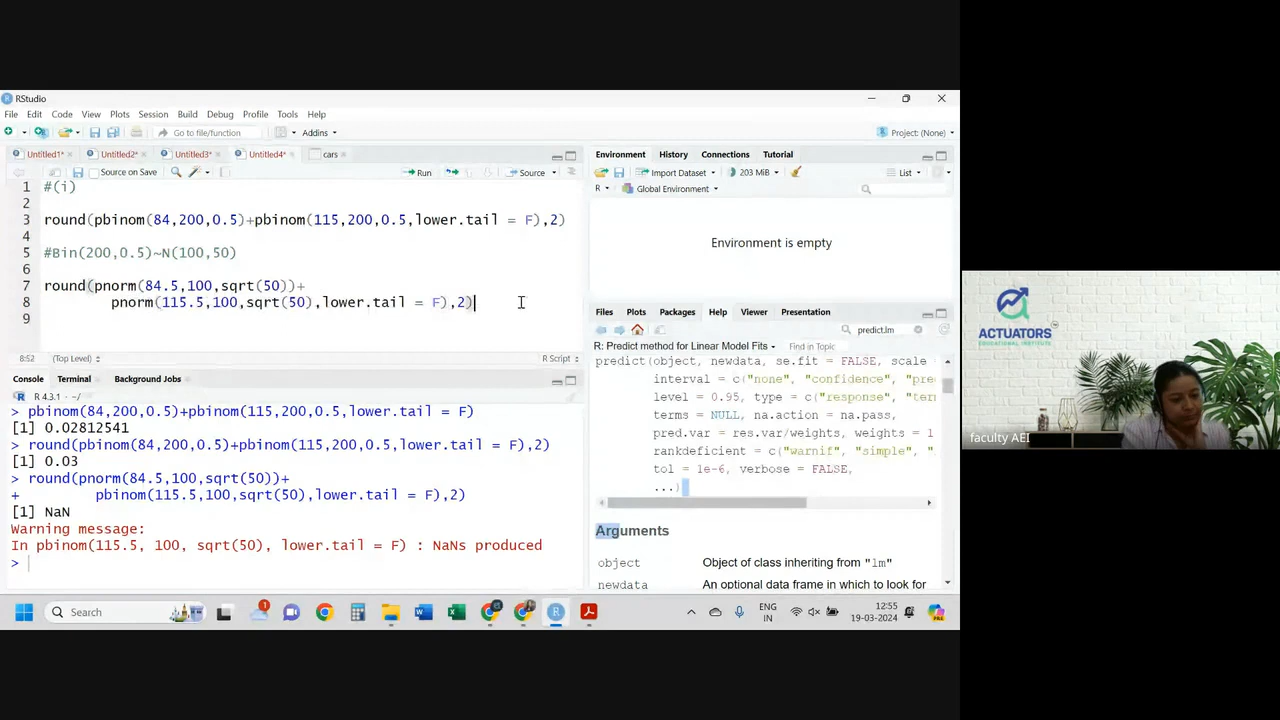 RStudio
File Edit Code View Plots Session Build Debug Profile Tools Help
Go to file/function Addins Project: (None)
Untitled1* Untitled2* Untitled3* Untitled4* cars
Source on Save Run Source
1 #(i)
2
3 round(pbinom(84,200,0.5)+pbinom(115,200,0.5,lower.tail = F),2)
4
5 #Bin(200,0.5)~N(100,50)
6
7 round(pnorm(84.5,100,sqrt(50))+
8 pnorm(115.5,100,sqrt(50),lower.tail = F),2)
9
8:52 (Top Level) R Script
Console Terminal Background Jobs
R 4.3.1 · ~/
> pbinom(84,200,0.5)+pbinom(115,200,0.5,lower.tail = F)
[1] 0.02812541
> round(pbinom(84,200,0.5)+pbinom(115,200,0.5,lower.tail = F),2)
[1] 0.03
> round(pnorm(84.5,100,sqrt(50))+
+ pbinom(115.5,100,sqrt(50),lower.tail = F),2)
[1] NaN
Warning message:
In pbinom(115.5, 100, sqrt(50), lower.tail = F) : NaNs produced
>
Environment History Connections Tutorial
Import Dataset 203 MiB List
R Global Environment
Environment is empty
Files Plots Packages Help Viewer Presentation
predict.lm
R: Predict method for Linear Model Fits Find in Topic
predict(object, newdata, se.fit = FALSE, scale =
interval = c("none", "confidence", "pre
level = 0.95, type = c("response", "ter
terms = NULL, na.action = na.pass,
pred.var = res.var/weights, weights = 1
rankdeficient = c("warnif", "simple", "
tol = 1e-6, verbose = FALSE,
...)
Arguments
object Object of class inheriting from "lm"
newdata An optional data frame in which to look for
Search
ENG
IN
12:55
19-03-2024
ACTUATORS
EDUCATIONAL INSTITUTE
faculty AEI